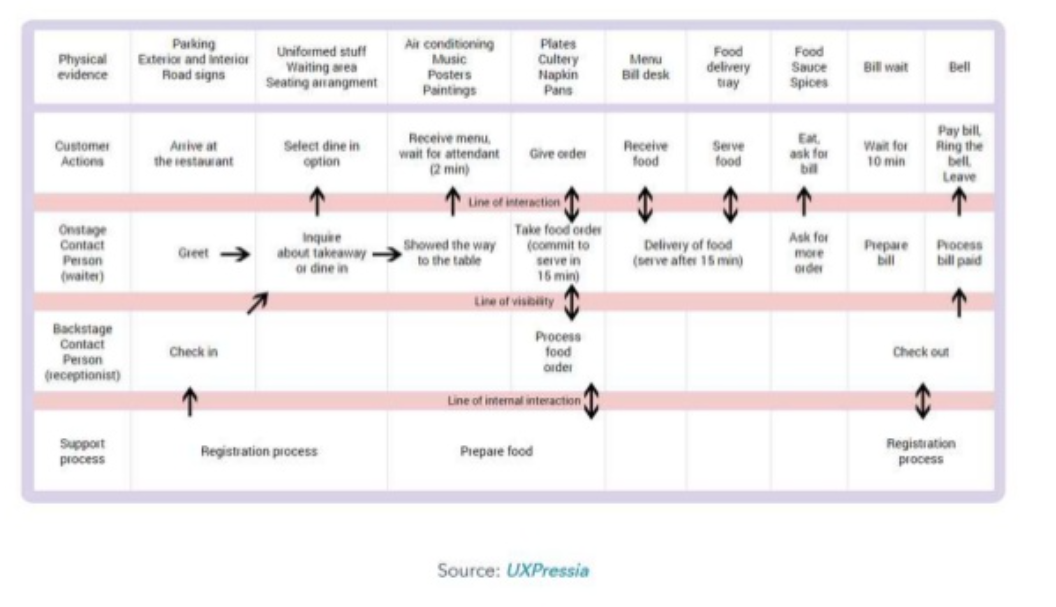 Physical
evidence
Parking
Exterior and Interior
Road signs
Uniformed stuff
Waiting area
Seating arrangment
Air conditioning
Music
Posters
Paintings
Plates
Cultery
Napkin
Pans
Menu
Bill desk
Food
delivery
tray
Food
Sauce
Spices
Bill wait
Bell
Customer
Actions
Arrive at
the restaurant
Select dine in
option
Receive menu,
wait for attendant
(2 min)
Give order
Receive
food
Serve
food
Eat,
ask for
bill
Wait for
10 min
Pay bill,
Ring the
bell,
Leave
Line of interaction
Onstage
Contact
Person
(waiter)
Greet
Inquire
about takeaway
or dine in
Showed the way
to the table
Take food order
(commit to
serve in
15 min)
Delivery of food
(serve after 15 min)
Ask for
more
order
Prepare
bill
Process
bill paid
Line of visibility
Backstage
Contact
Person
(receptionist)
Check in
Process
food
order
Check out
Line of internal interaction
Support
process
Registration process
Prepare food
Registration
process
Source: UXPressia